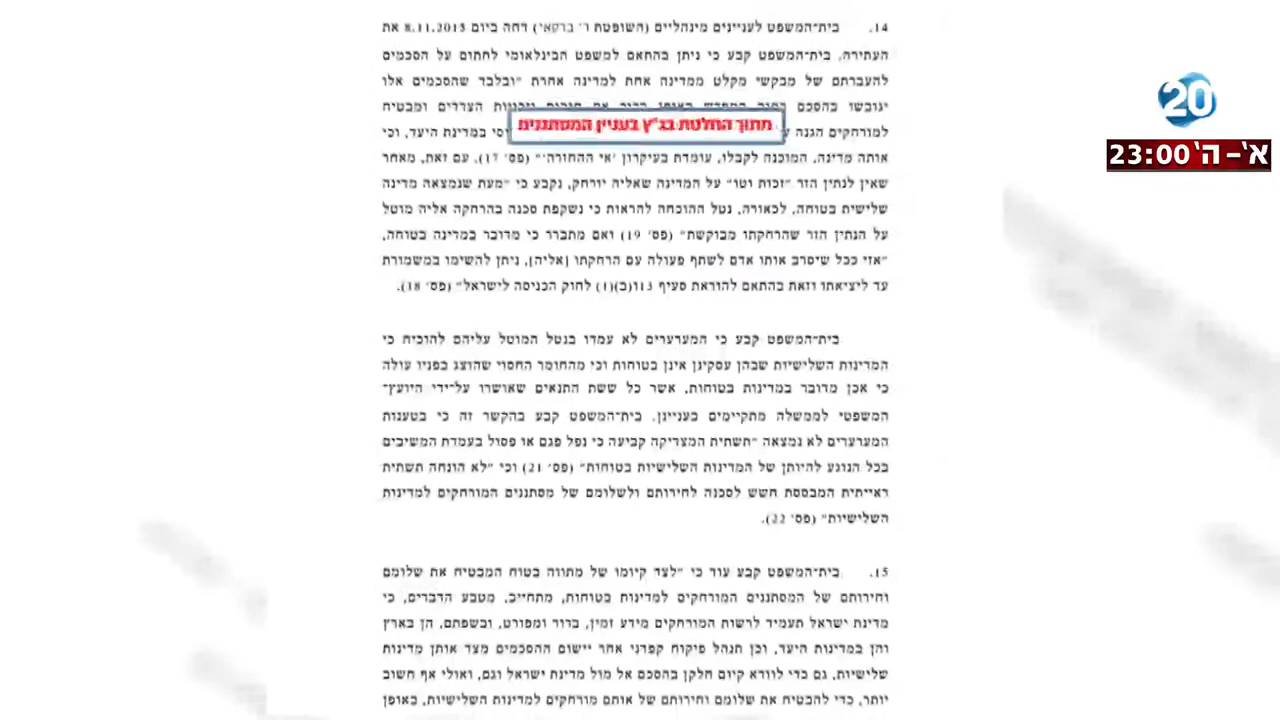 14. בית־המשפט לעניינים מינהליים (השופטת ר' ברקאי) דחה ביום 8.11.2015 את
העתירה. בית־המשפט קבע כי ניתן בהתאם למשפט הבינלאומי לחתום על הסכמים
להעברתם של מבקשי מקלט ממדינה אחת למדינה אחרת "ובלבד שהסכמים אלו
יגובשו בהסכם הצדדים ומבטיח
מתוך החלטת בג"ץ בעניין המסתננים
למורחקים הגנה במדינת היעד, וכי
אותה מדינה, המוכנה לקבלו, עומדת בעיקרון 'אי ההחזרה'" (פס' 17). עם זאת, מאחר
שאין לנתין הזר "זכות וטו" על המדינה שאליה יורחק, נקבע כי "מעת שנמצאה מדינה
שלישית בטוחה, לכאורה, נטל ההוכחה להראות כי נשקפת סכנה בהרחקה אליה מוטל
על הנתין הזר שהרחקתו מבוקשת" (פס' 19) ואם מתברר כי מדובר במדינה בטוחה,
"אזי ככל שיסרב אותו אדם לשתף פעולה עם הרחקתו [אליה], ניתן להשימו במשמורת
עד ליציאתו וזאת בהתאם להוראת סעיף 13ו(ב)(1) לחוק הכניסה לישראל" (פס' 18).
בית־המשפט קבע כי המערערים לא עמדו בנטל המוטל עליהם להוכיח כי
המדינות השלישיות שבהן עסקינן אינן בטוחות וכי מהחומר החסוי שהוצג בפניו עולה
כי אכן מדובר במדינות בטוחות, אשר כל ששת התנאים שאושרו על־ידי היועץ־
המשפטי לממשלה מתקיימים בעניינן. בית־המשפט קבע בהקשר זה כי בטענות
המערערים לא נמצאה "תשתית המצדיקה קביעה כי נפל פגם או פסול בעמדת המשיבים
בכל הנוגע להיותן של המדינות השלישיות בטוחות" (פס' 21) וכי "לא הונחה תשתית
ראייתית המבססת חשש לסכנה לחירותם ולשלומם של מסתננים המורחקים למדינות
השלישיות" (פס' 22).
15. בית־המשפט קבע עוד כי "לצד קיומו של מתווה בטוח המבטיח את שלומם
וחירותם של המסתננים המורחקים למדינות בטוחות, מתחייב, מטבע הדברים, כי
מדינת ישראל תעמיד לרשות המורחקים מידע זמין, ברור ומפורט, ובשפתם, הן בארץ
והן במדינות היעד, וכן תנהל פיקוח קפדני אחר יישום ההסכמים מצד אותן מדינות
שלישיות, גם כדי לוודא קיום חלקן בהסכם אל מול מדינת ישראל וגם, ואולי אף חשוב
יותר, כדי להבטיח את שלומם וחירותם של אותם מורחקים למדינות השלישיות, באופן
20
א'-ה' 23:00